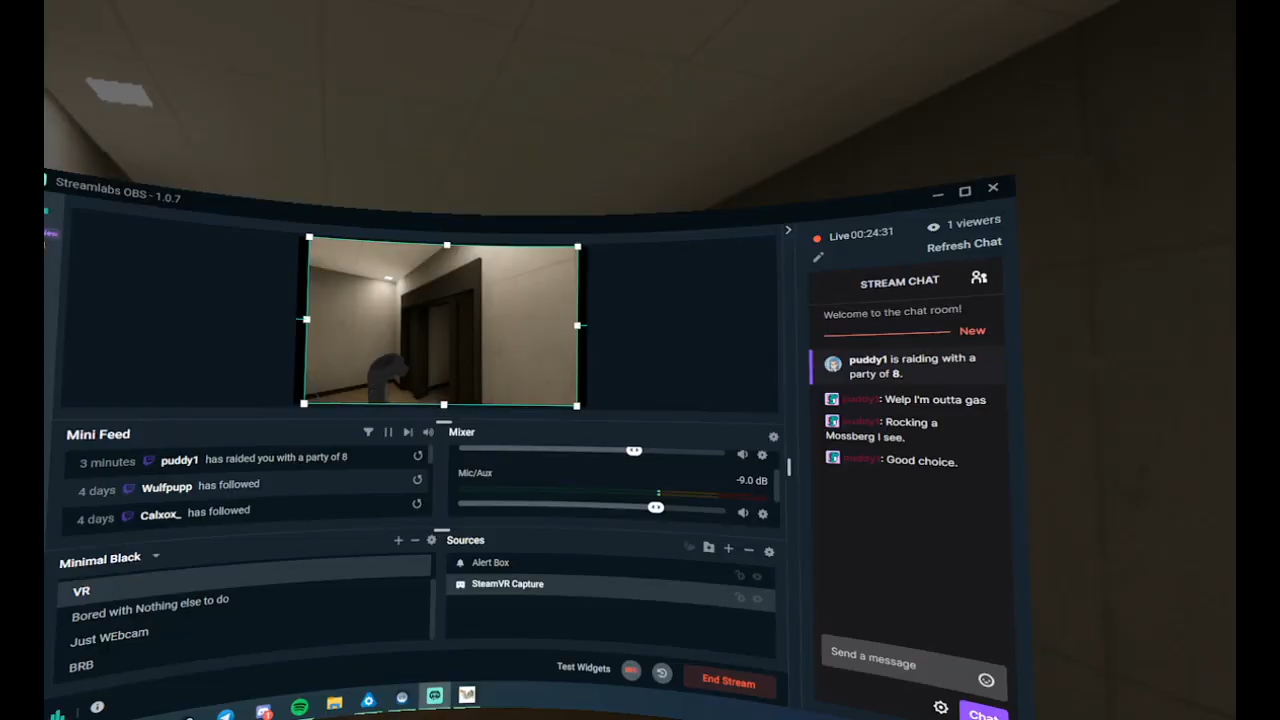 Streamlabs OBS - 1.0.7
Live 00:24:31
1 viewers
Refresh Chat
STREAM CHAT
Welcome to the chat room!
New
puddy1 is raiding with a
party of 8.
puddy1: Welp I'm outta gas
puddy1: Rocking a
Mossberg I see.
puddy1: Good choice.
Send a message
Chat
Mini Feed
3 minutes puddy1 has raided you with a party of 8
4 days Wulfpupp has followed
4 days Calxox_ has followed
Mixer
Mic/Aux
-9.0 dB
Minimal Black
VR
Bored with Nothing else to do
Just WEbcam
BRB
Sources
Alert Box
SteamVR Capture
Test Widgets
REC
End Stream